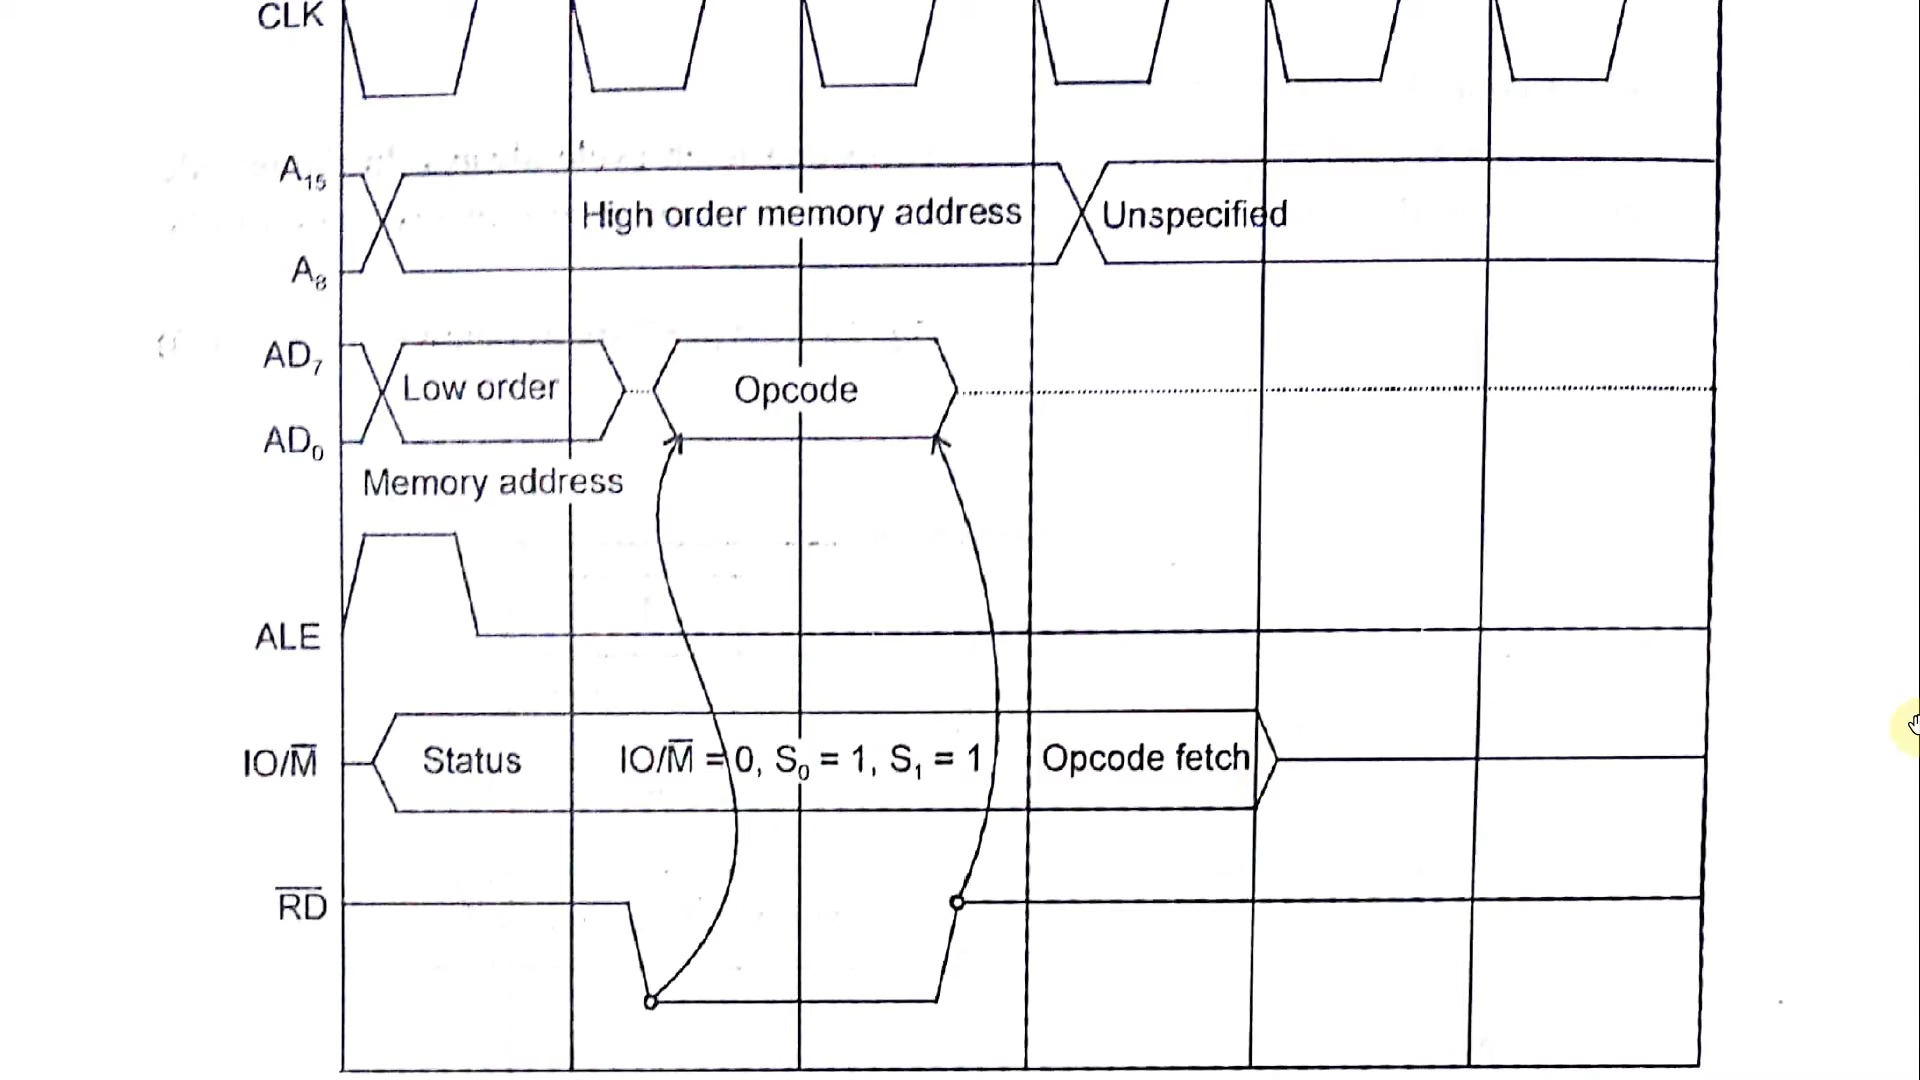 CLK
A₁₅
High order memory address
Unspecified
A₈
AD₇
Low order
Opcode
AD₀
Memory address
ALE
IO/M̅
Status
IO/M̅ = 0, S₀ = 1, S₁ = 1
Opcode fetch
R̅D̅